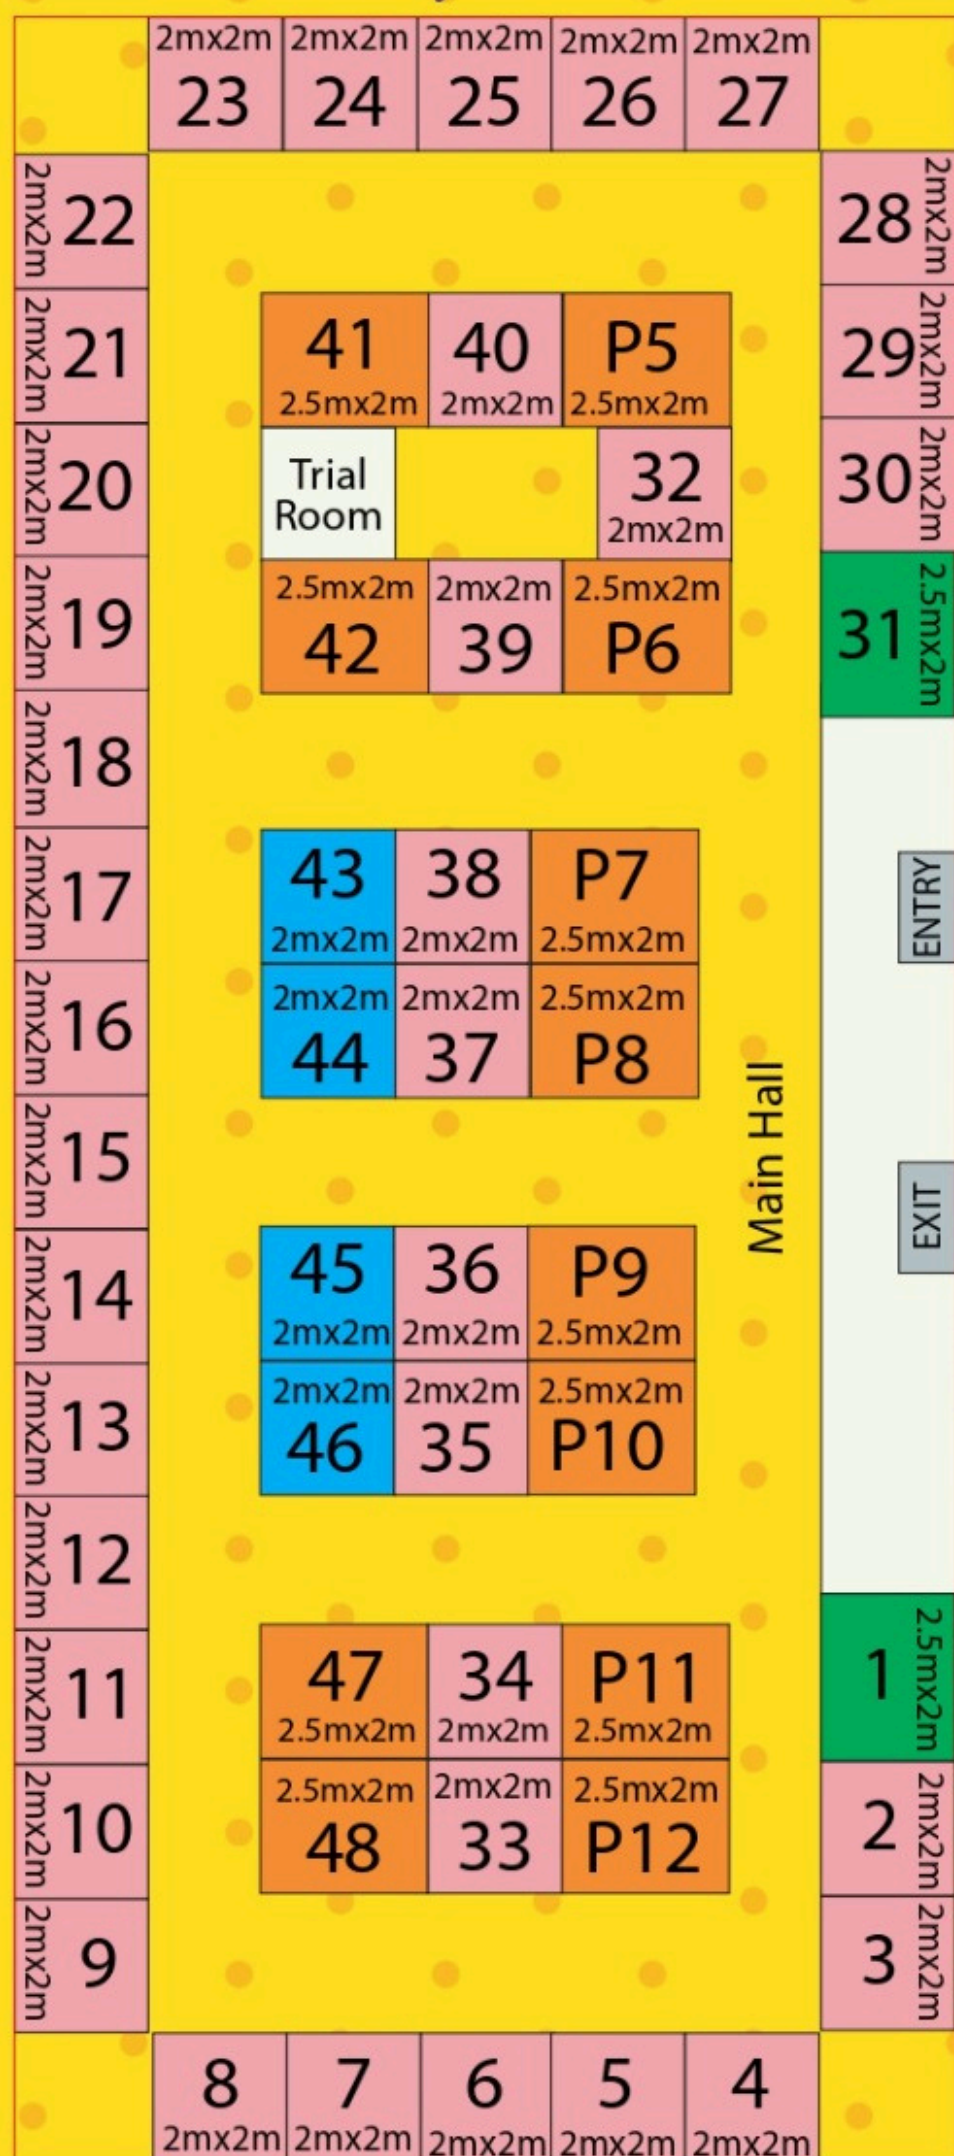 2mx2m 2mx2m 2mx2m 2mx2m 2mx2m
23 24 25 26 27
2mx2m 22
28 2mx2m
2mx2m 21
41 40 P5
2.5mx2m 2mx2m 2.5mx2m
29 2mx2m
2mx2m 20
Trial
Room
32
2mx2m
30 2mx2m
2mx2m 19
2.5mx2m 2mx2m 2.5mx2m
42 39 P6
31 2.5mx2m
2mx2m 18
2mx2m 17
43 38 P7
2mx2m 2mx2m 2.5mx2m
ENTRY
2mx2m 16
2mx2m 2mx2m 2.5mx2m
44 37 P8
Main Hall
2mx2m 15
EXIT
2mx2m 14
45 36 P9
2mx2m 2mx2m 2.5mx2m
2mx2m 13
2mx2m 2mx2m 2.5mx2m
46 35 P10
2mx2m 12
2mx2m 11
47 34 P11
2.5mx2m 2mx2m 2.5mx2m
1 2.5mx2m
2mx2m 10
2.5mx2m 2mx2m 2.5mx2m
48 33 P12
2 2mx2m
2mx2m 9
3 2mx2m
8 7 6 5 4
2mx2m 2mx2m 2mx2m 2mx2m 2mx2m